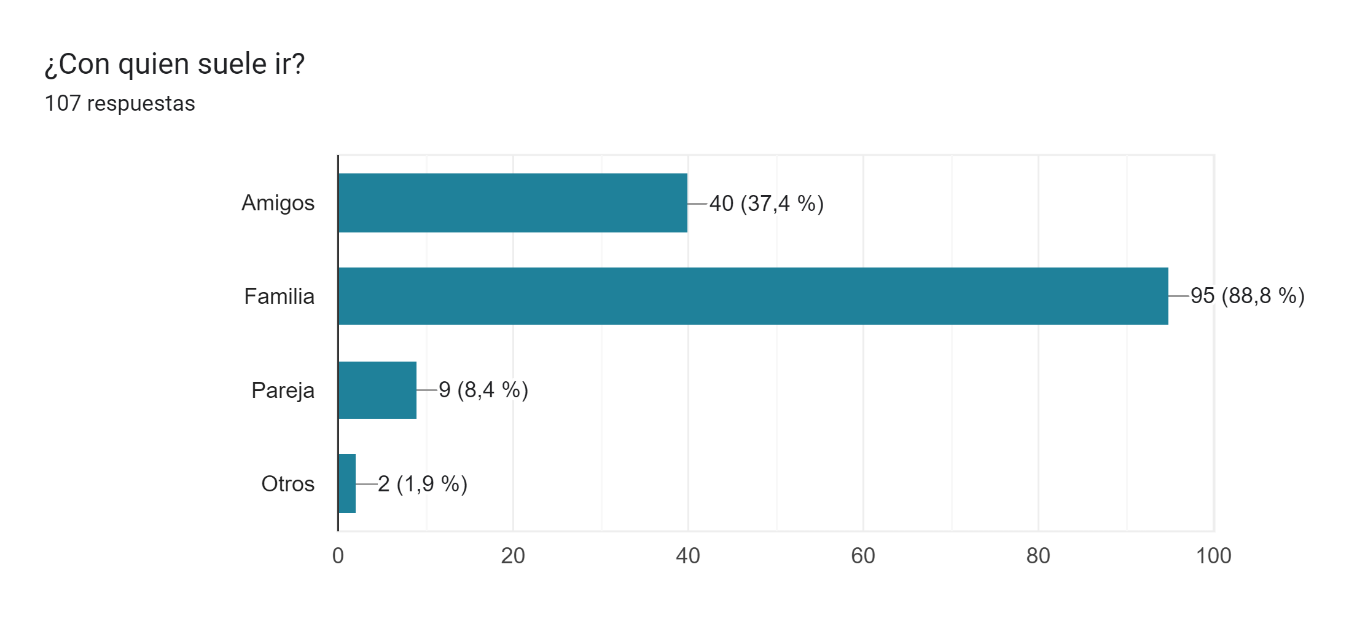 ¿Con quien suele ir?
107 respuestas
Amigos
40 (37,4 %)
Familia
95 (88,8 %)
Pareja
9 (8,4 %)
Otros
2 (1,9 %)
0 20 40 60 80 100